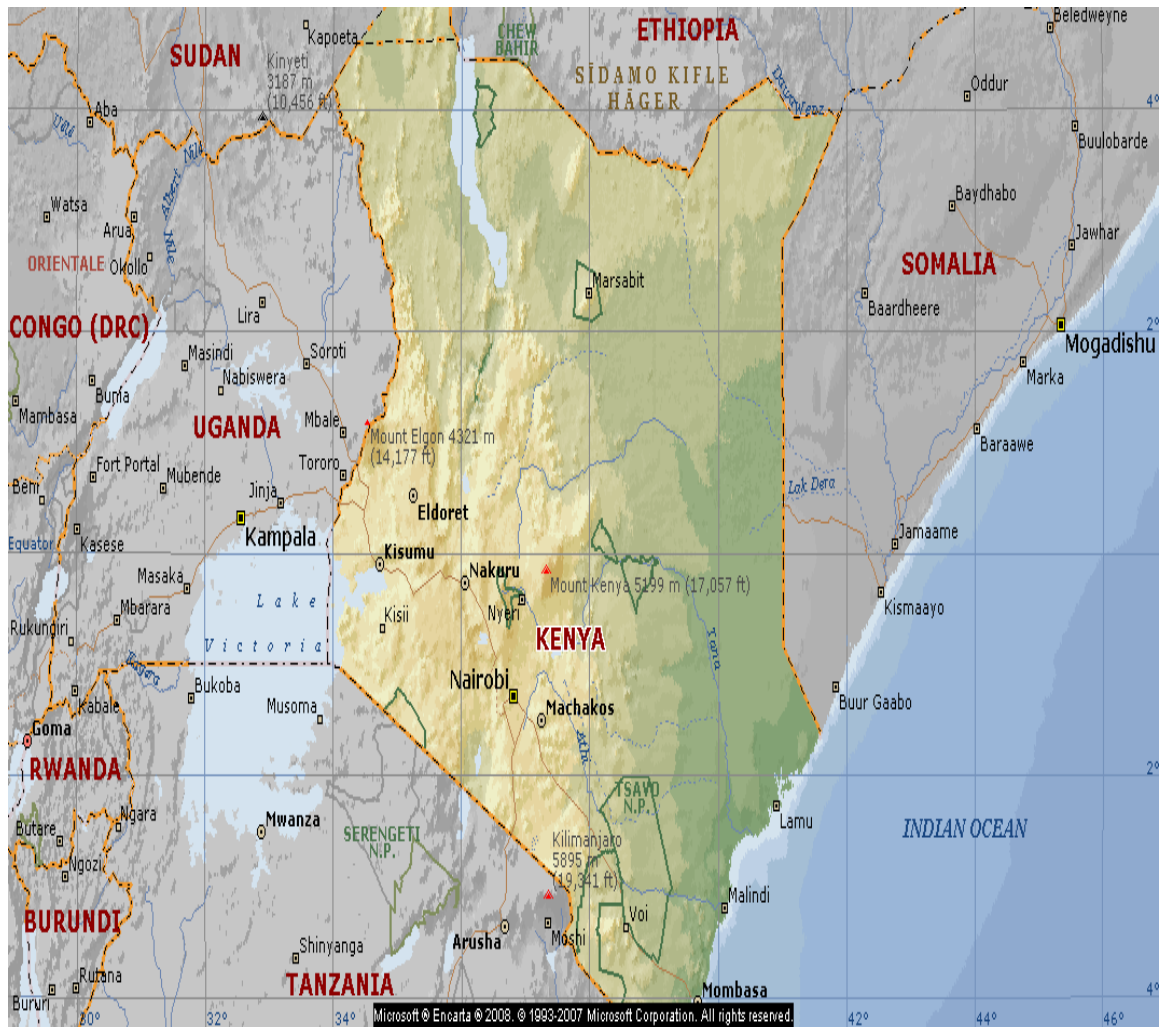 Beledweyne
CHEW
BAHIR
ETHIOPIA
Kapoeta
SUDAN
Kinyeti
3187 m
(10,456 ft)
SĪDAMO KIFLE
HĀGER
Dawa Wenz
Oddur
4°
Aba
Uélé
Buulobarde
Albert Nile
Watsa
Baydhabo
Arua
Jawhar
ORIENTALE
Okollo
SOMALIA
Marsabit
Baardheere
Lira
CONGO (DRC)
2°
Mogadishu
Masindi
Soroti
Nabiswera
Marka
Bunia
Mambasa
UGANDA
Mbale
Mount Elgon 4321 m
(14,177 ft)
Baraawe
Fort Portal
Mubende
Tororo
Beni
Jinja
Lak Dera
Eldoret
Kampala
Jamaame
Equator
Kasese
Kisumu
Nakuru
Mount Kenya 5199 m (17,057 ft)
Masaka
Kismaayo
Lake
Victoria
Mbarara
Nyeri
Kisii
Rukungiri
KENYA
Tana
Kagera
Nairobi
Bukoba
Buur Gaabo
Kabale
Musoma
Machakos
Goma
Athi
RWANDA
2°
TSAVO
N.P.
Ngara
Mwanza
Lamu
INDIAN OCEAN
Butare
SERENGETI
N.P.
Kilimanjaro
5895 m
(19,341 ft)
Ngozi
Malindi
BURUNDI
Voi
Arusha
Moshi
Shinyanga
TANZANIA
Rutana
Bururi
Mombasa
4°
30°
32°
34°
Microsoft ® Encarta ® 2008. © 1993-2007 Microsoft Corporation. All rights reserved.
42°
44°
46°